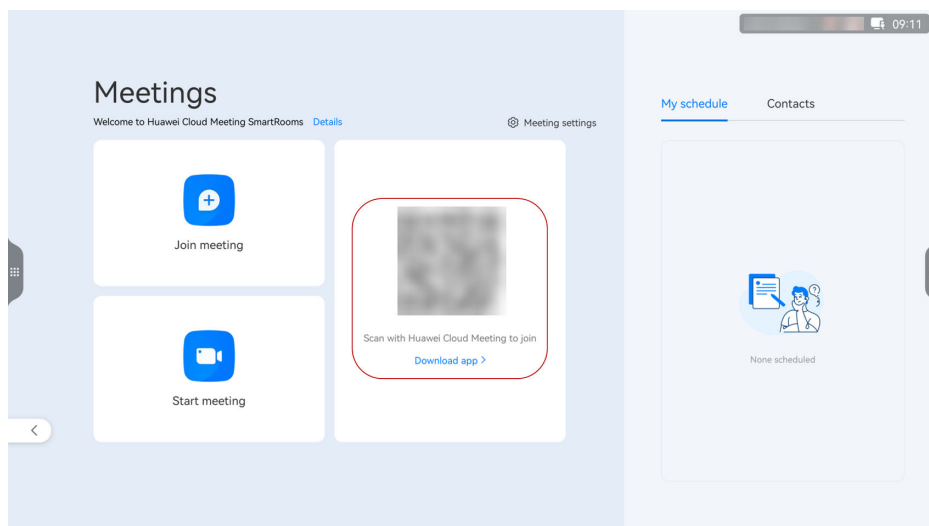 09:11
Meetings
Welcome to Huawei Cloud Meeting SmartRooms Details
Meeting settings
Join meeting
Start meeting
Scan with Huawei Cloud Meeting to join
Download app >
My schedule Contacts
None scheduled